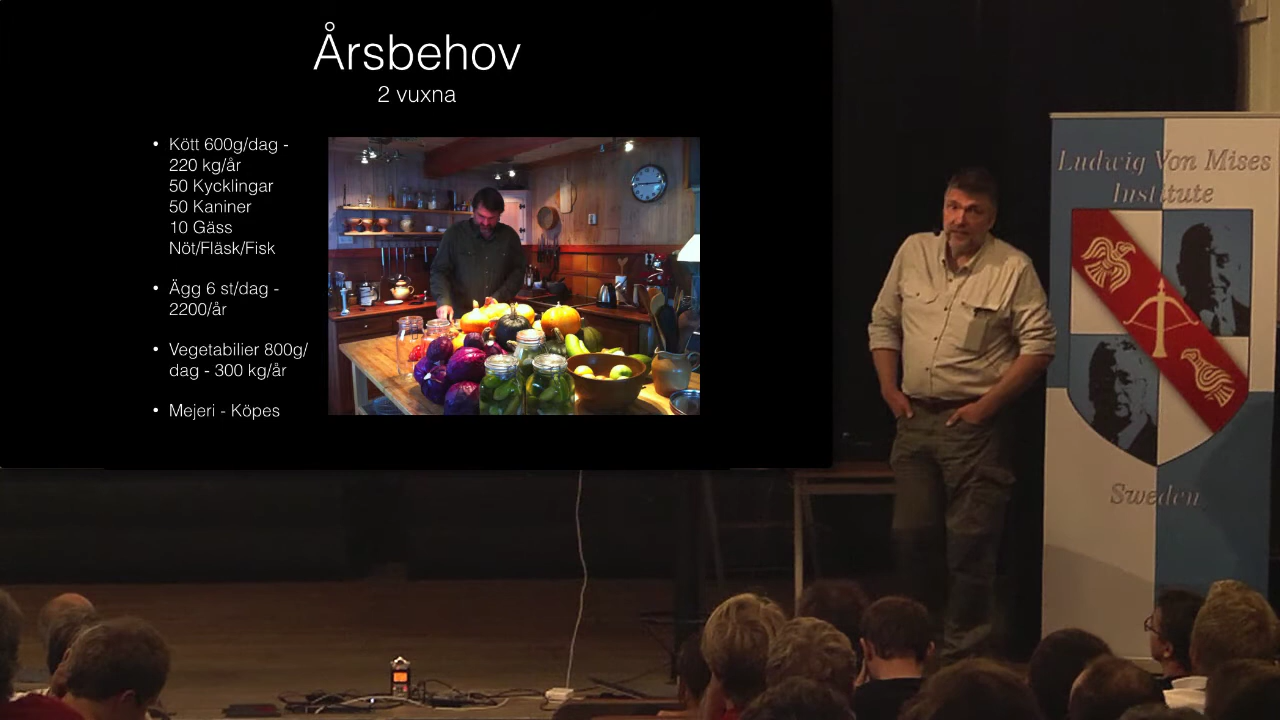 Årsbehov
2 vuxna
• Kött 600g/dag -
220 kg/år
50 Kycklingar
50 Kaniner
10 Gäss
Nöt/Fläsk/Fisk
• Ägg 6 st/dag -
2200/år
• Vegetabilier 800g/
dag - 300 kg/år
• Mejeri - Köpes
Ludwig Von Mises
Institute
Sweden